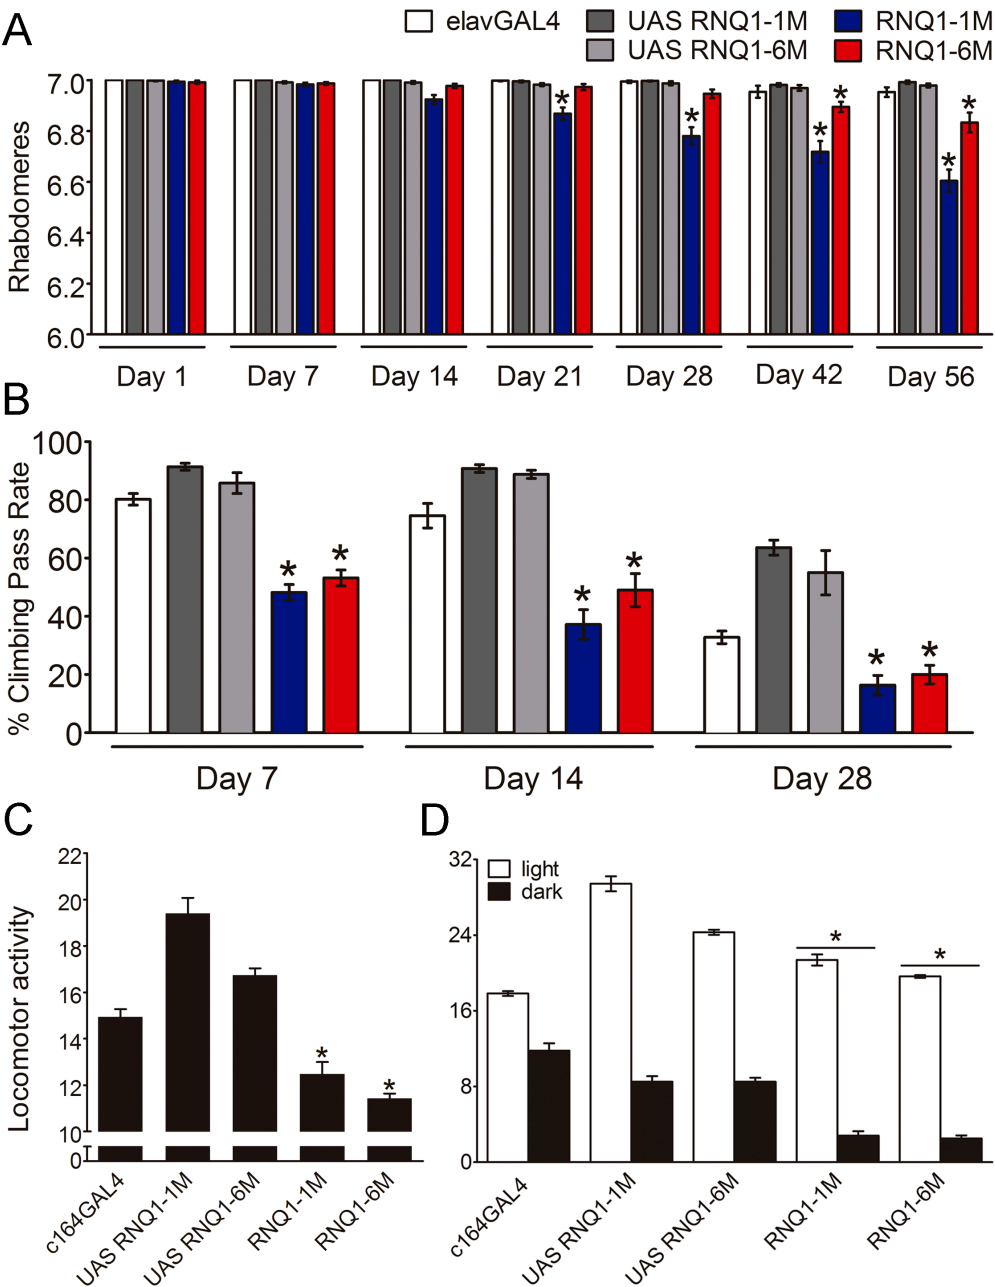 A
elavGAL4 UAS RNQ1-1M RNQ1-1M
UAS RNQ1-6M RNQ1-6M
Rhabdomeres
7.0
6.8
6.6
6.4
6.2
6.0
* * * * * * *
Day 1 Day 7 Day 14 Day 21 Day 28 Day 42 Day 56
B
% Climbing Pass Rate
100
80
60
40
20
0
* * * * * *
Day 7 Day 14 Day 28
C
Locomotor activity
22
20
18
16
14
12
10
0
* *
c164GAL4 UAS RNQ1-1M UAS RNQ1-6M RNQ1-1M RNQ1-6M
D
light
dark
32
24
16
8
0
* *
c164GAL4 UAS RNQ1-1M UAS RNQ1-6M RNQ1-1M RNQ1-6M